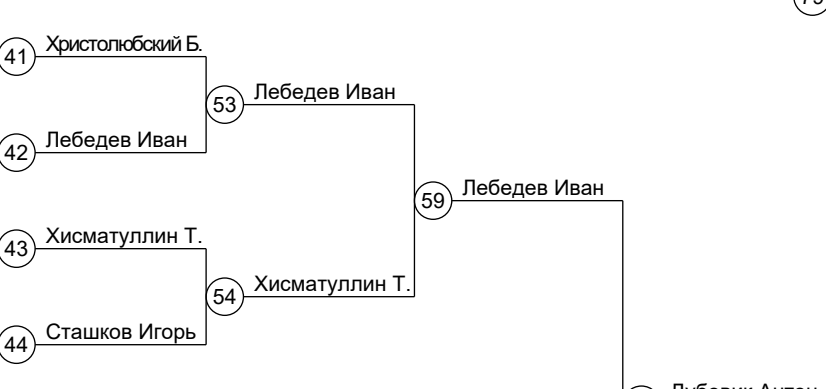 41 Христолюбский Б.
53 Лебедев Иван
42 Лебедев Иван
59 Лебедев Иван
43 Хисматуллин Т.
54 Хисматуллин Т.
44 Сташков Игорь